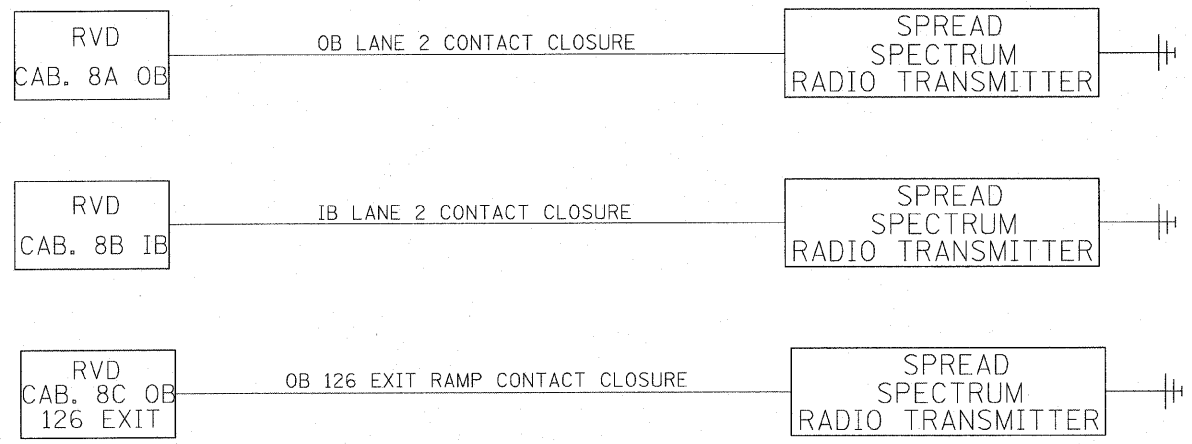 RVD
CAB. 8A OB
OB LANE 2 CONTACT CLOSURE
SPREAD
SPECTRUM
RADIO TRANSMITTER
RVD
CAB. 8B IB
IB LANE 2 CONTACT CLOSURE
SPREAD
SPECTRUM
RADIO TRANSMITTER
RVD
CAB. 8C OB
126 EXIT
OB 126 EXIT RAMP CONTACT CLOSURE
SPREAD
SPECTRUM
RADIO TRANSMITTER